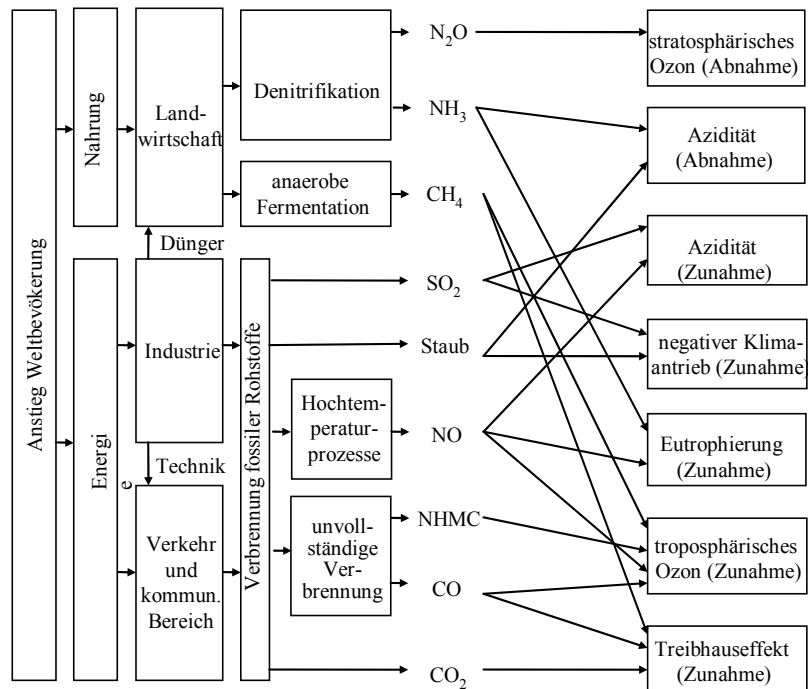 Anstieg Weltbevökerung
Nahrung
Energi
e
Land-
wirtschaft
Dünger
Industrie
Technik
Verkehr
und
kommun.
Bereich
Denitrifikation
anaerobe
Fermentation
Verbrennung fossiler Rohstoffe
Hochtem-
peratur-
prozesse
unvoll-
ständige
Ver-
brennung
N₂O
NH₃
CH₄
SO₂
Staub
NO
NHMC
CO
CO₂
stratosphärisches
Ozon (Abnahme)
Azidität
(Abnahme)
Azidität
(Zunahme)
negativer Klima-
antrieb (Zunahme)
Eutrophierung
(Zunahme)
troposphärisches
Ozon (Zunahme)
Treibhauseffekt
(Zunahme)